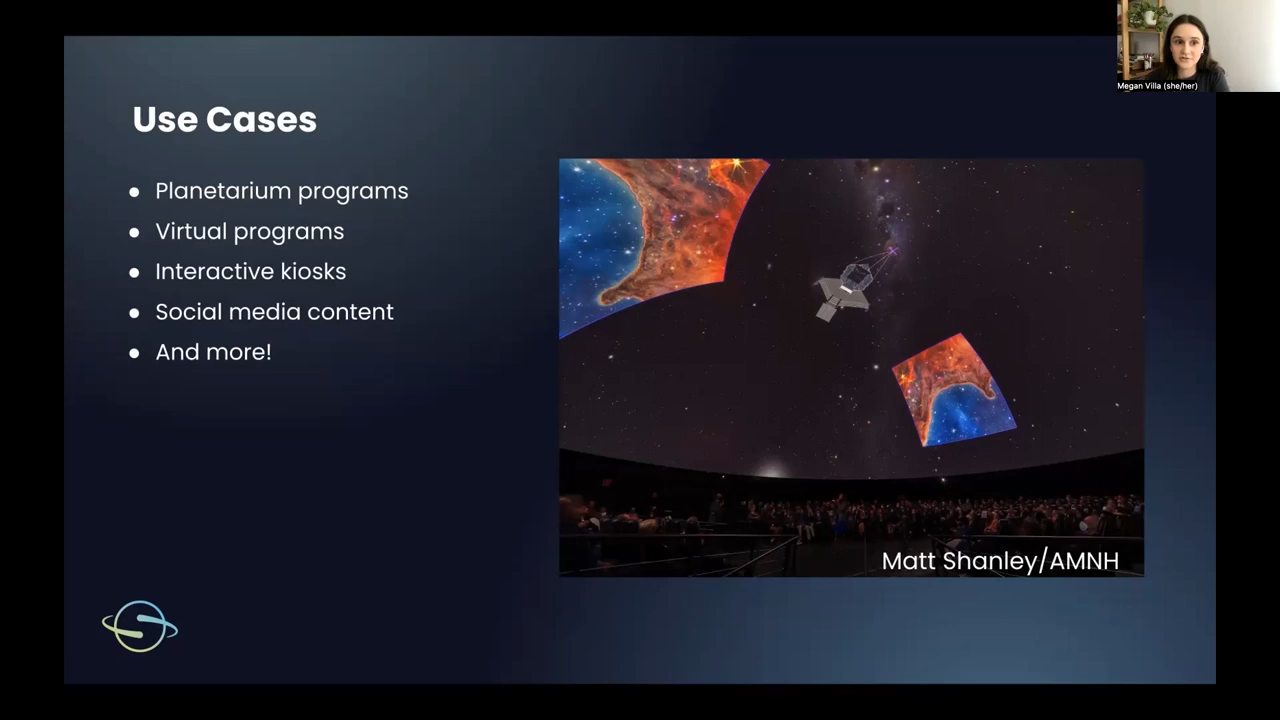 Megan Villa (she/her)
Use Cases
● Planetarium programs
● Virtual programs
● Interactive kiosks
● Social media content
● And more!
Matt Shanley/AMNH